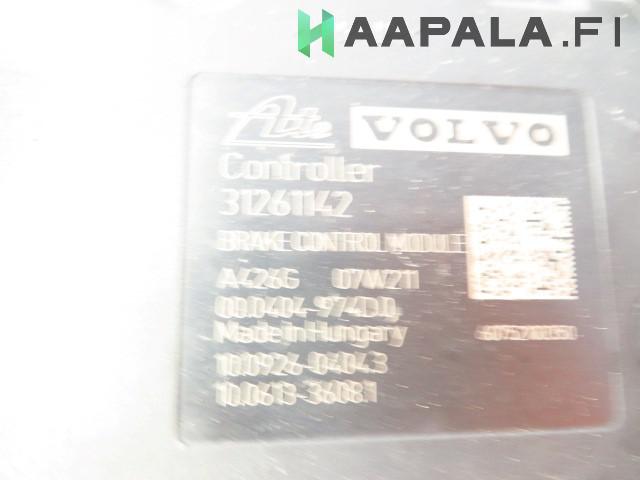 HAAPALA.FI
Ate VOLVO
Controller
31261142
BRAKE CONTROL MODULE
A426G 07W211
Made in Hungary
10.0926-0404.3
10.0613-3608.1